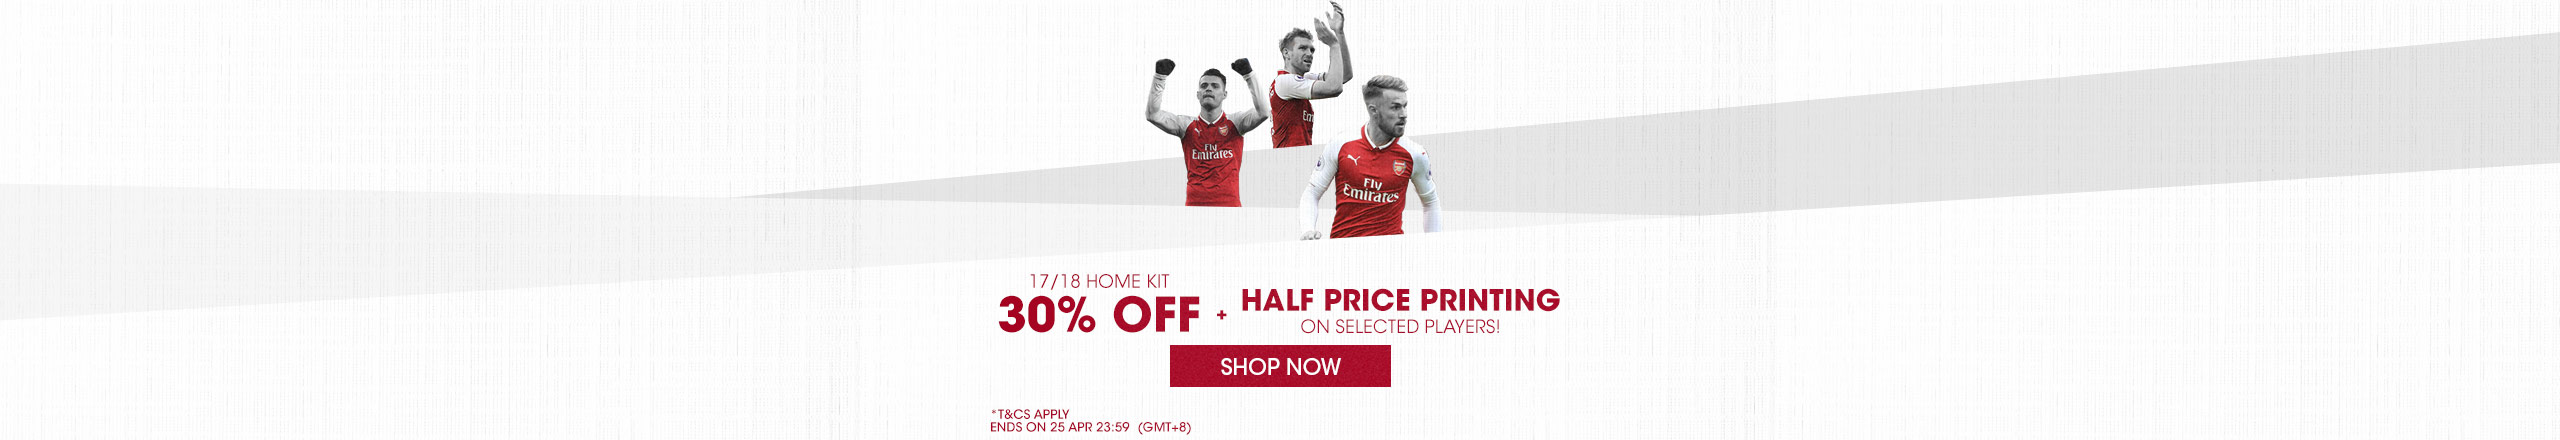 Fly
Emirates
Em
Fly
Emirates
17/18 HOME KIT
30% OFF
+
HALF PRICE PRINTING
ON SELECTED PLAYERS!
SHOP NOW
*T&CS APPLY
ENDS ON 25 APR 23:59 (GMT+8)